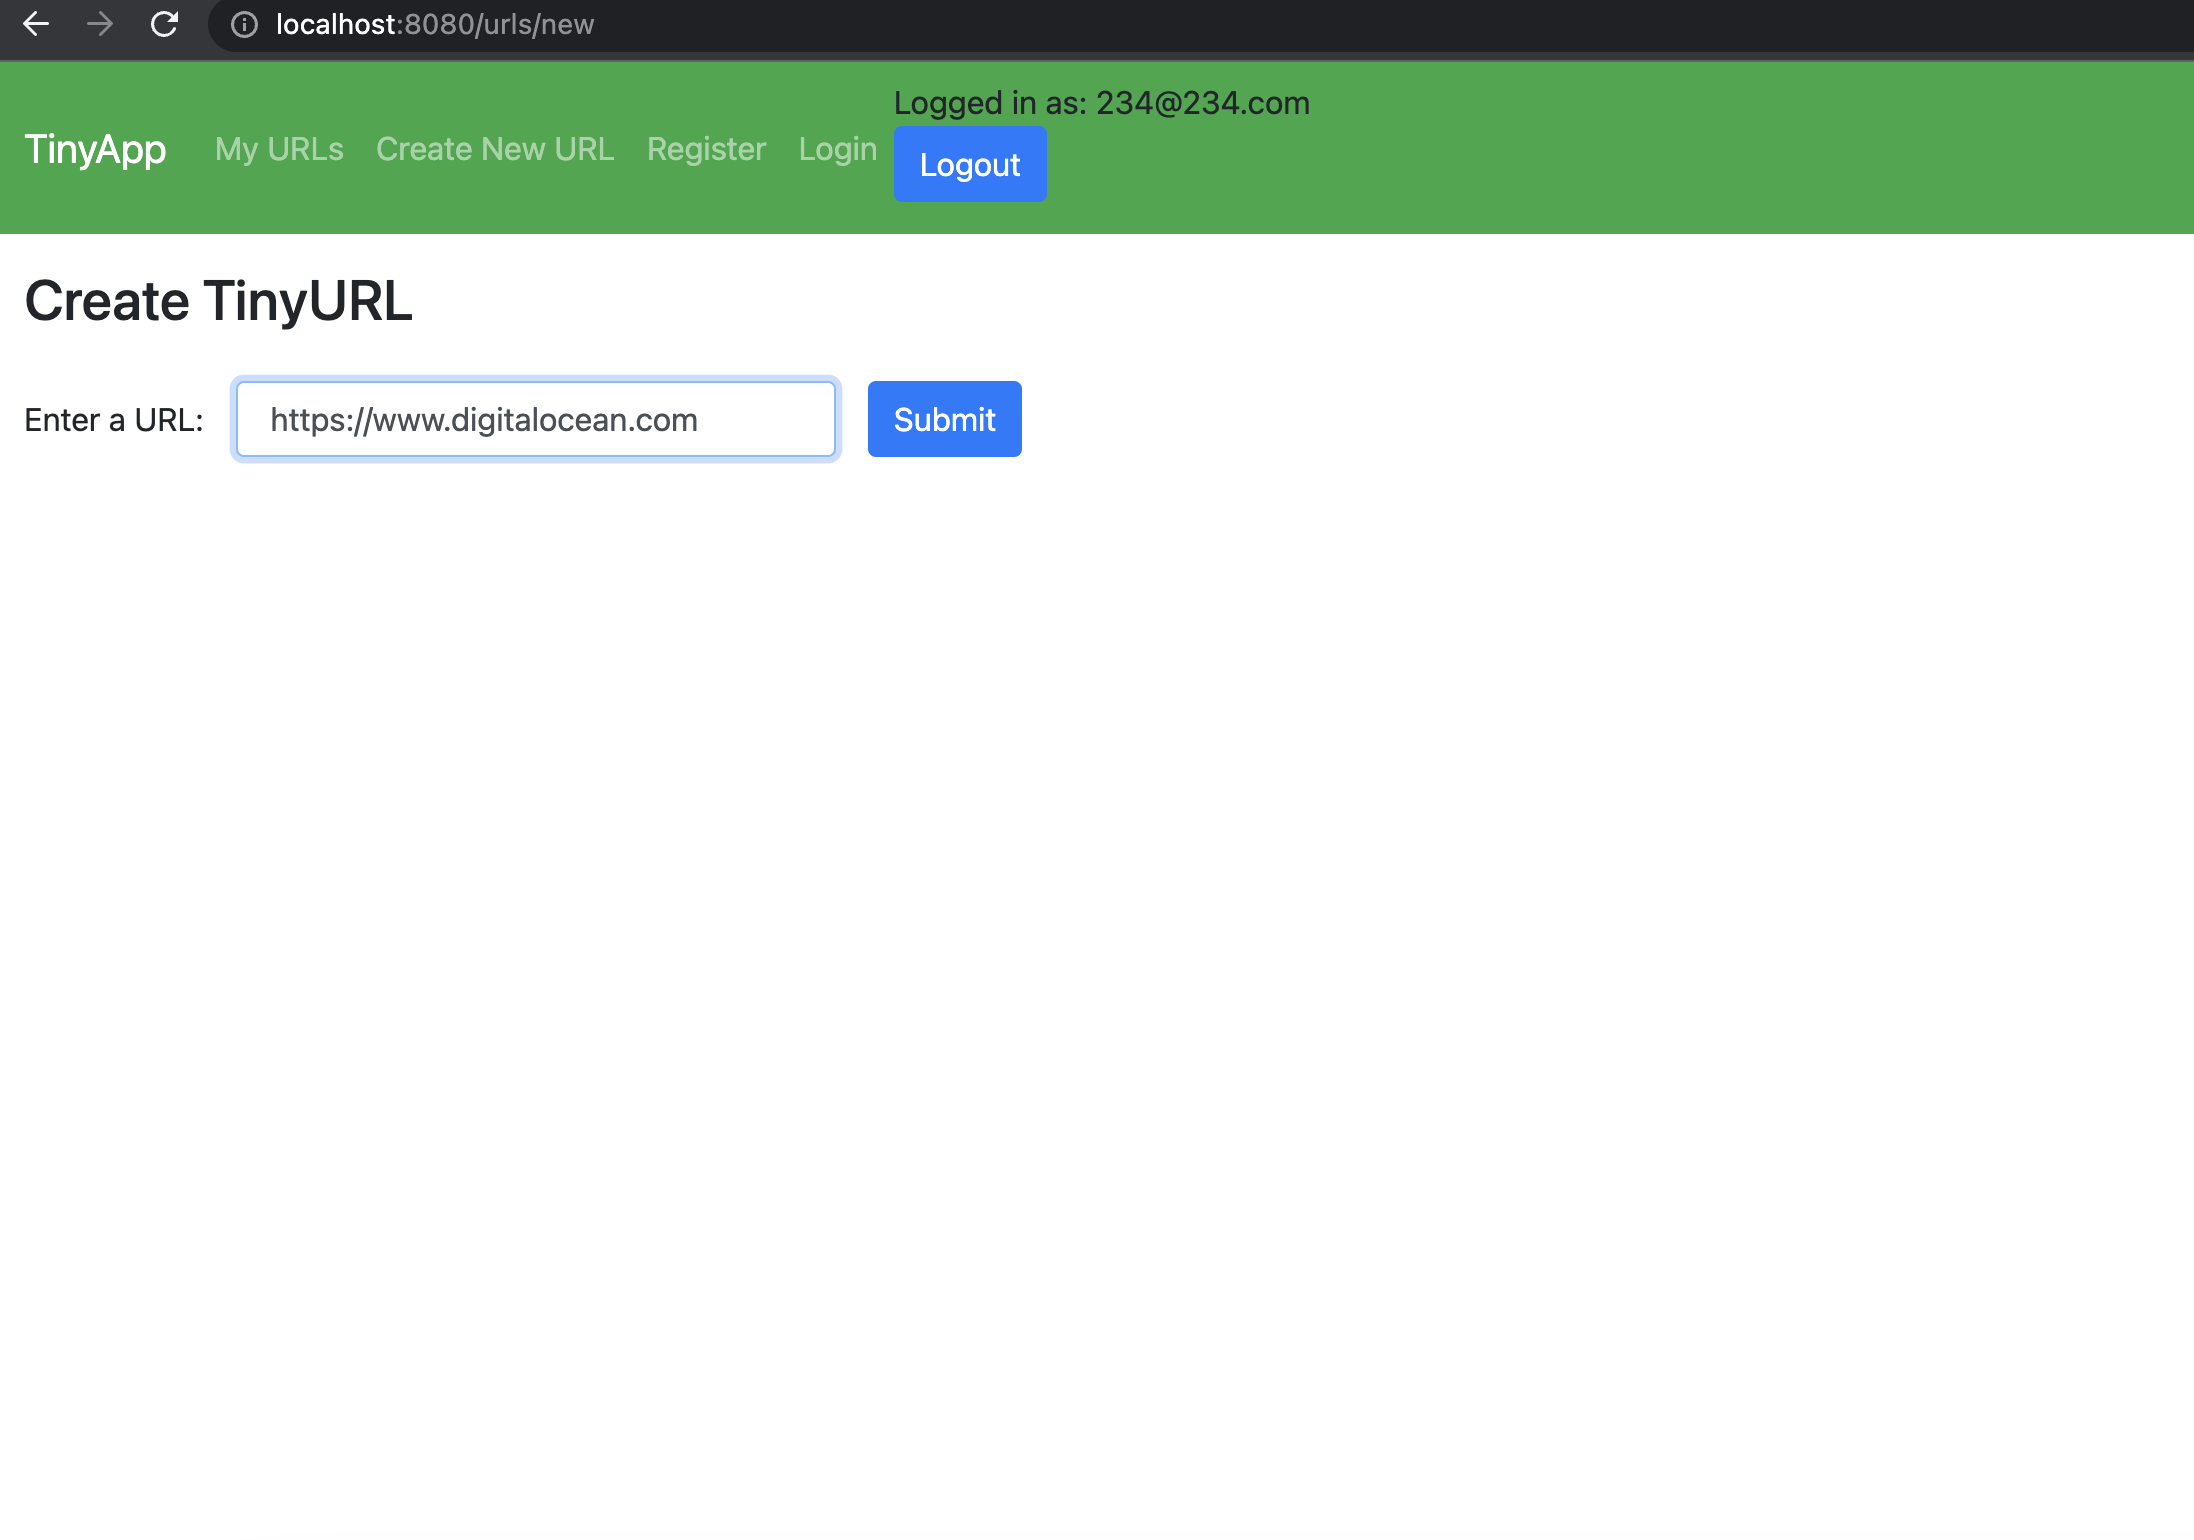 localhost:8080/urls/new
Logged in as: 234@234.com
TinyApp My URLs Create New URL Register Login Logout
Create TinyURL
Enter a URL: https://www.digitalocean.com Submit